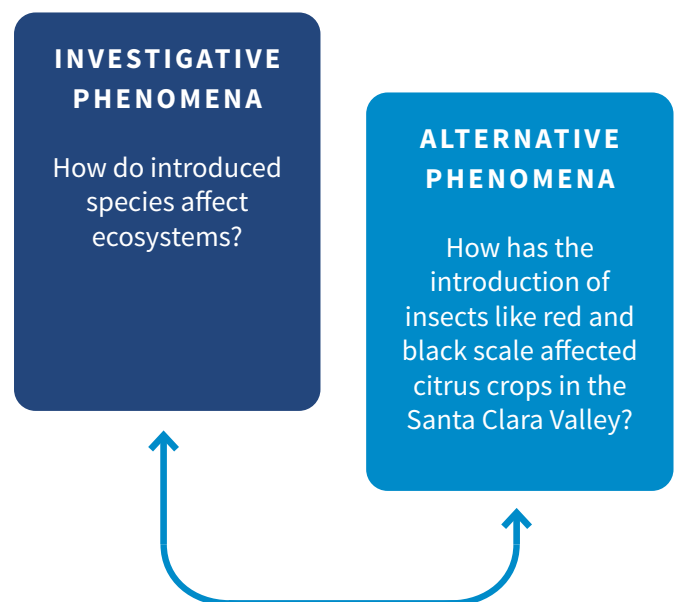 INVESTIGATIVE
PHENOMENA
How do introduced
species affect
ecosystems?
ALTERNATIVE
PHENOMENA
How has the
introduction of
insects like red and
black scale affected
citrus crops in the
Santa Clara Valley?